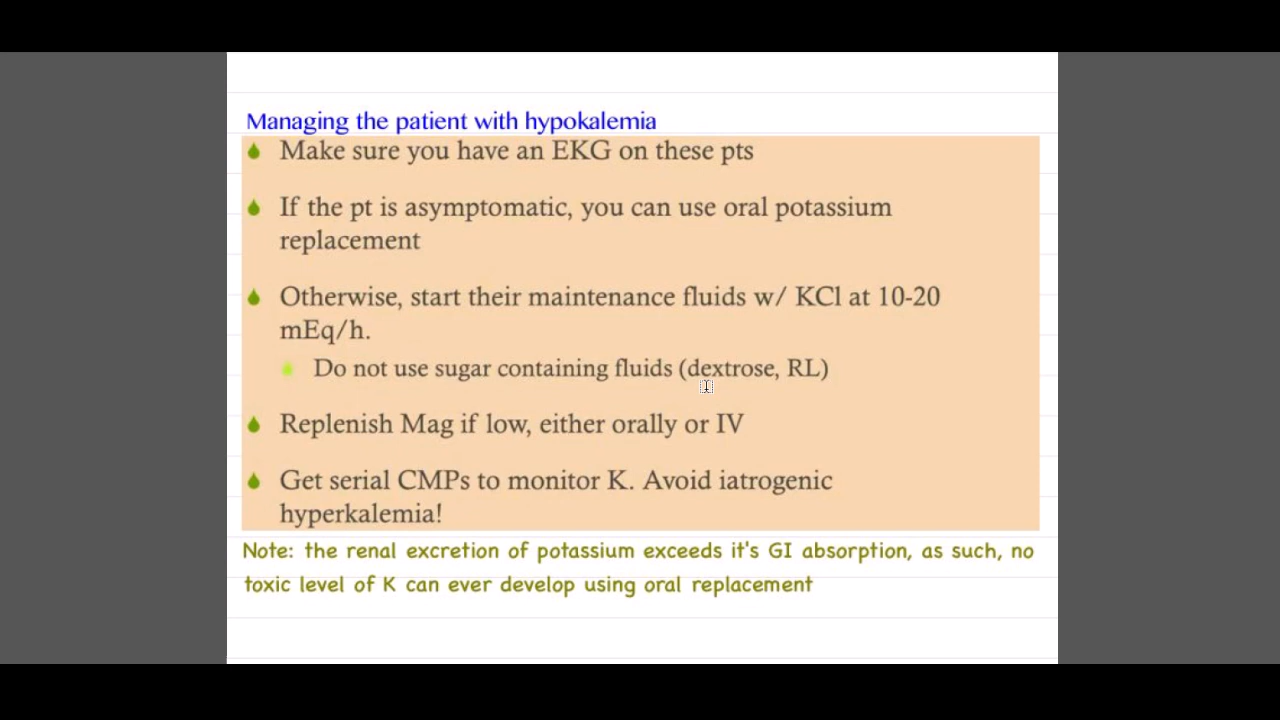 Managing the patient with hypokalemia
Make sure you have an EKG on these pts
If the pt is asymptomatic, you can use oral potassium
replacement
Otherwise, start their maintenance fluids w/ KCl at 10-20
mEq/h.
Do not use sugar containing fluids (dextrose, RL)
Replenish Mag if low, either orally or IV
Get serial CMPs to monitor K. Avoid iatrogenic
hyperkalemia!
Note: the renal excretion of potassium exceeds it's GI absorption, as such, no
toxic level of K can ever develop using oral replacement